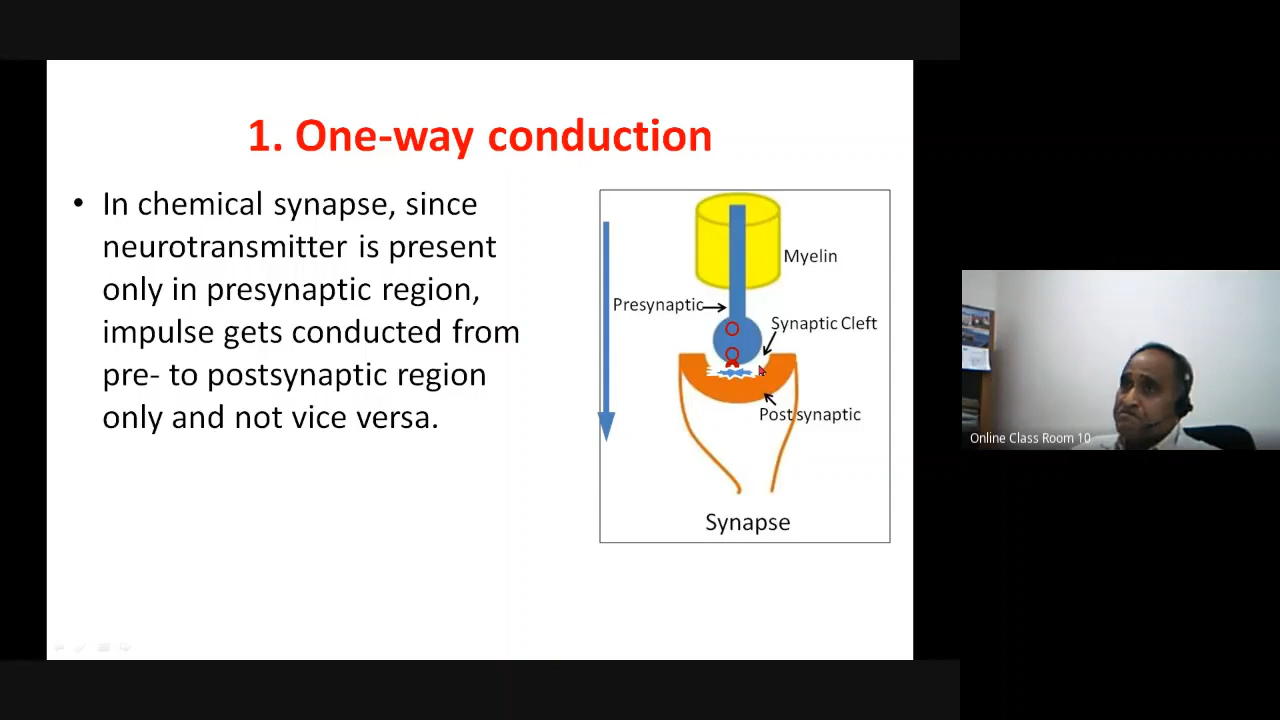 1. One-way conduction
• In chemical synapse, since
neurotransmitter is present
only in presynaptic region,
impulse gets conducted from
pre- to postsynaptic region
only and not vice versa.
Myelin
Presynaptic
Synaptic Cleft
Post synaptic
Synapse
Online Class Room 10